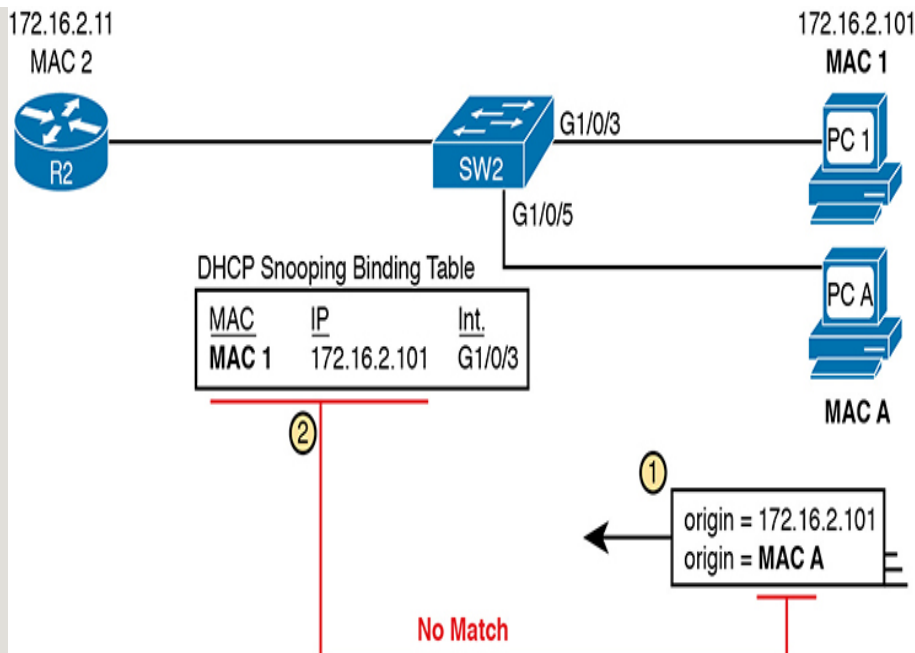 172.16.2.11
MAC 2
R2
SW2
G1/0/3
G1/0/5
172.16.2.101
MAC 1
PC 1
PC A
MAC A
DHCP Snooping Binding Table
MAC IP Int.
MAC 1 172.16.2.101 G1/0/3
2
1
origin = 172.16.2.101
origin = MAC A
No Match